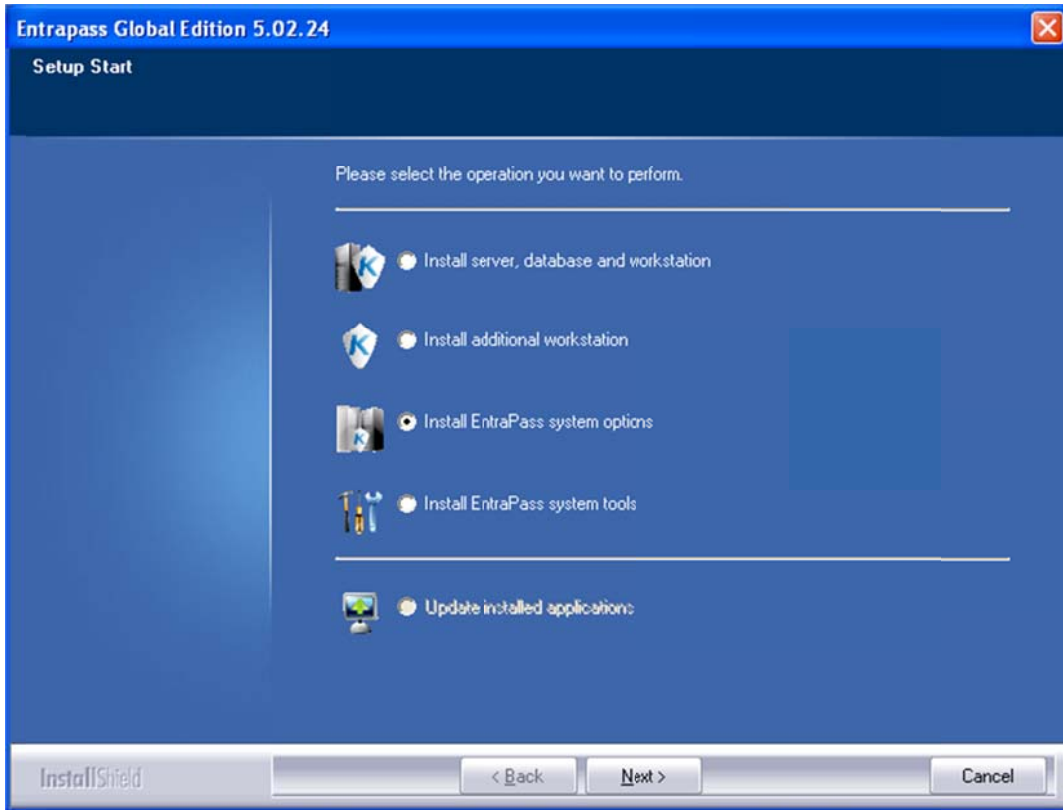 Entrapass Global Edition 5.02.24
Setup Start
Please select the operation you want to perform.
Install server, database and workstation
Install additional workstation
Install EntraPass system options
Install EntraPass system tools
Update installed applications
InstallShield
< Back
Next >
Cancel